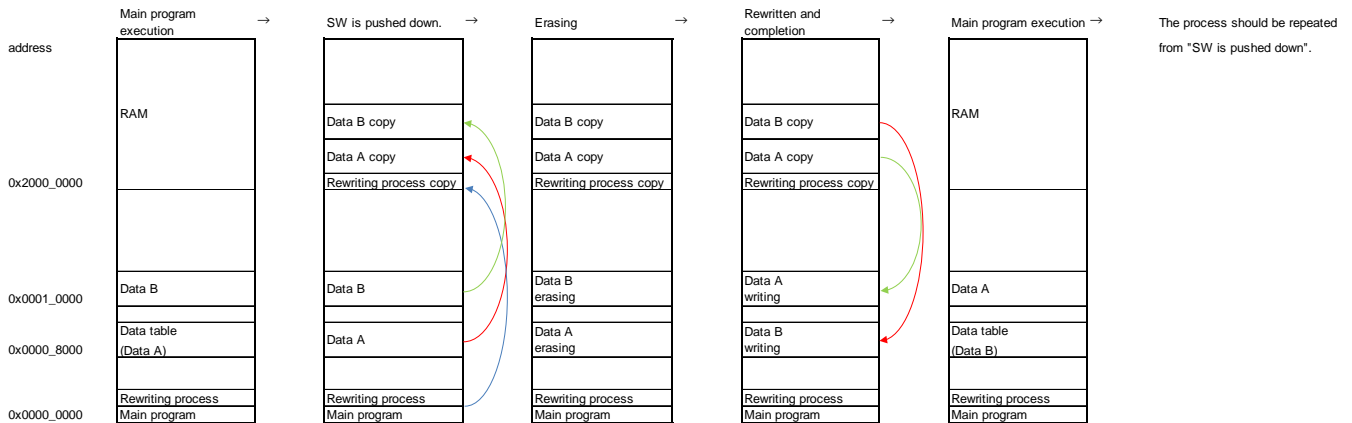 Main program
execution
→
SW is pushed down. →
Erasing →
Rewritten and
completion
→
Main program execution →
The process should be repeated
from "SW is pushed down".
address
RAM
Data B copy
Data B copy
Data B copy
RAM
Data A copy
Data A copy
Data A copy
0x2000_0000
Rewriting process copy
Rewriting process copy
Rewriting process copy
0x0001_0000
Data B
Data B
Data B
erasing
Data A
writing
Data A
0x0000_8000
Data table
(Data A)
Data A
Data A
erasing
Data B
writing
Data table
(Data B)
Rewriting process
Rewriting process
Rewriting process
Rewriting process
Rewriting process
0x0000_0000
Main program
Main program
Main program
Main program
Main program